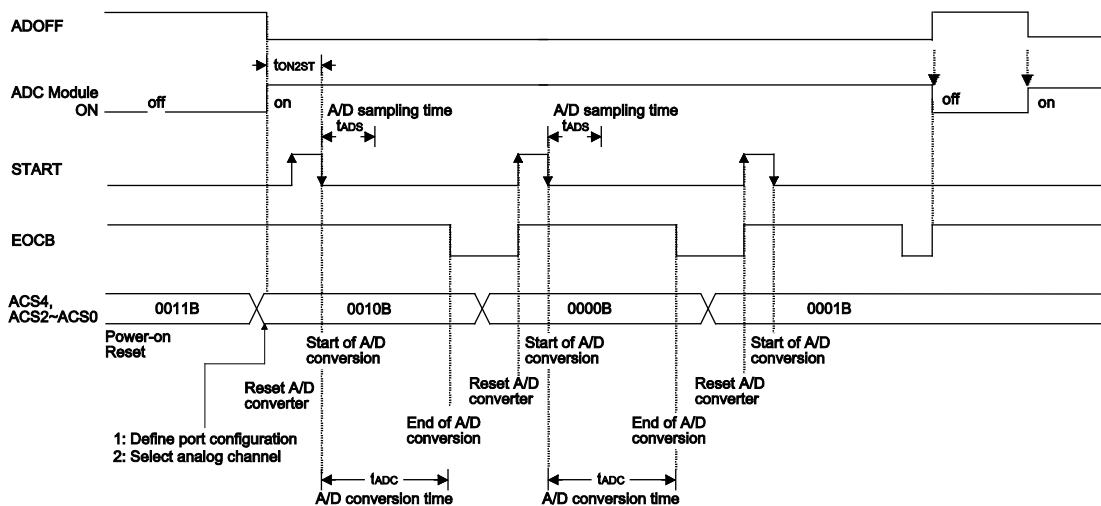 ADOFF
tON2ST
ADC Module
ON
off
on
off
on
A/D sampling time
tADS
A/D sampling time
tADS
START
EOCB
ACS4,
ACS2~ACS0
0011B
0010B
0000B
0001B
Power-on
Reset
Start of A/D
conversion
Start of A/D
conversion
Start of A/D
conversion
Reset A/D
converter
Reset A/D
converter
Reset A/D
converter
End of A/D
conversion
End of A/D
conversion
1: Define port configuration
2: Select analog channel
tADC
A/D conversion time
tADC
A/D conversion time